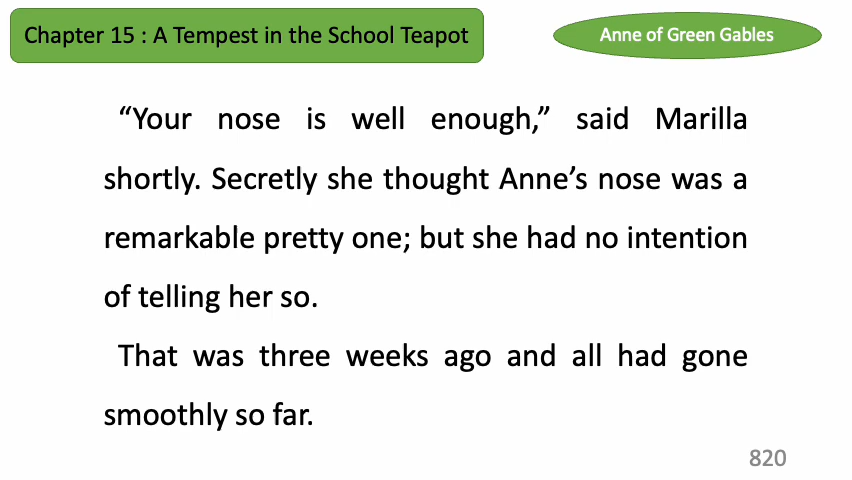 Chapter 15 : A Tempest in the School Teapot
Anne of Green Gables
“Your nose is well enough,” said Marilla
shortly. Secretly she thought Anne’s nose was a
remarkable pretty one; but she had no intention
of telling her so.
That was three weeks ago and all had gone
smoothly so far.
820